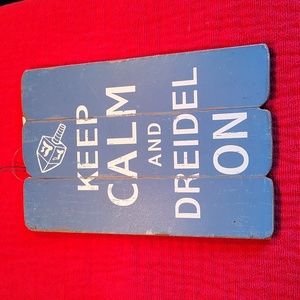 KEEP
CALM
AND
DREIDEL
ON